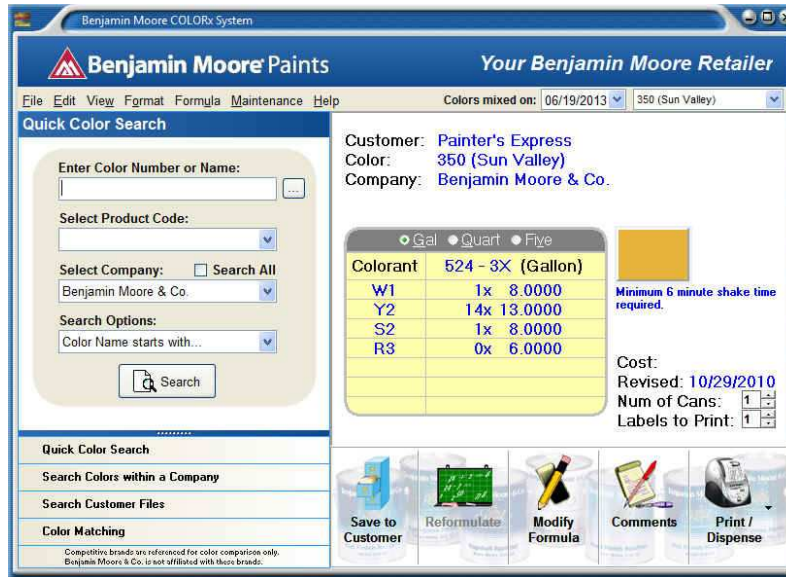 Benjamin Moore COLORx System
Benjamin Moore Paints
Your Benjamin Moore Retailer
File Edit View Format Formula Maintenance Help
Colors mixed on: 06/19/2013 350 (Sun Valley)
Quick Color Search
Enter Color Number or Name:
...
Select Product Code:
Select Company: Search All
Benjamin Moore & Co.
Search Options:
Color Name starts with...
Search
Customer: Painter's Express
Color: 350 (Sun Valley)
Company: Benjamin Moore & Co.
Gal Quart Five
Colorant 524 - 3X (Gallon)
W1 1x 8.0000
Y2 14x 13.0000
S2 1x 8.0000
R3 0x 6.0000
Minimum 6 minute shake time
required.
Cost:
Revised: 10/29/2010
Num of Cans: 1
Labels to Print: 1
Quick Color Search
Search Colors within a Company
Search Customer Files
Color Matching
Competitive brands are referenced for color comparison only.
Benjamin Moore & Co. is not affiliated with these brands.
Save to
Customer
Reformulate
Modify
Formula
Comments
Print /
Dispense